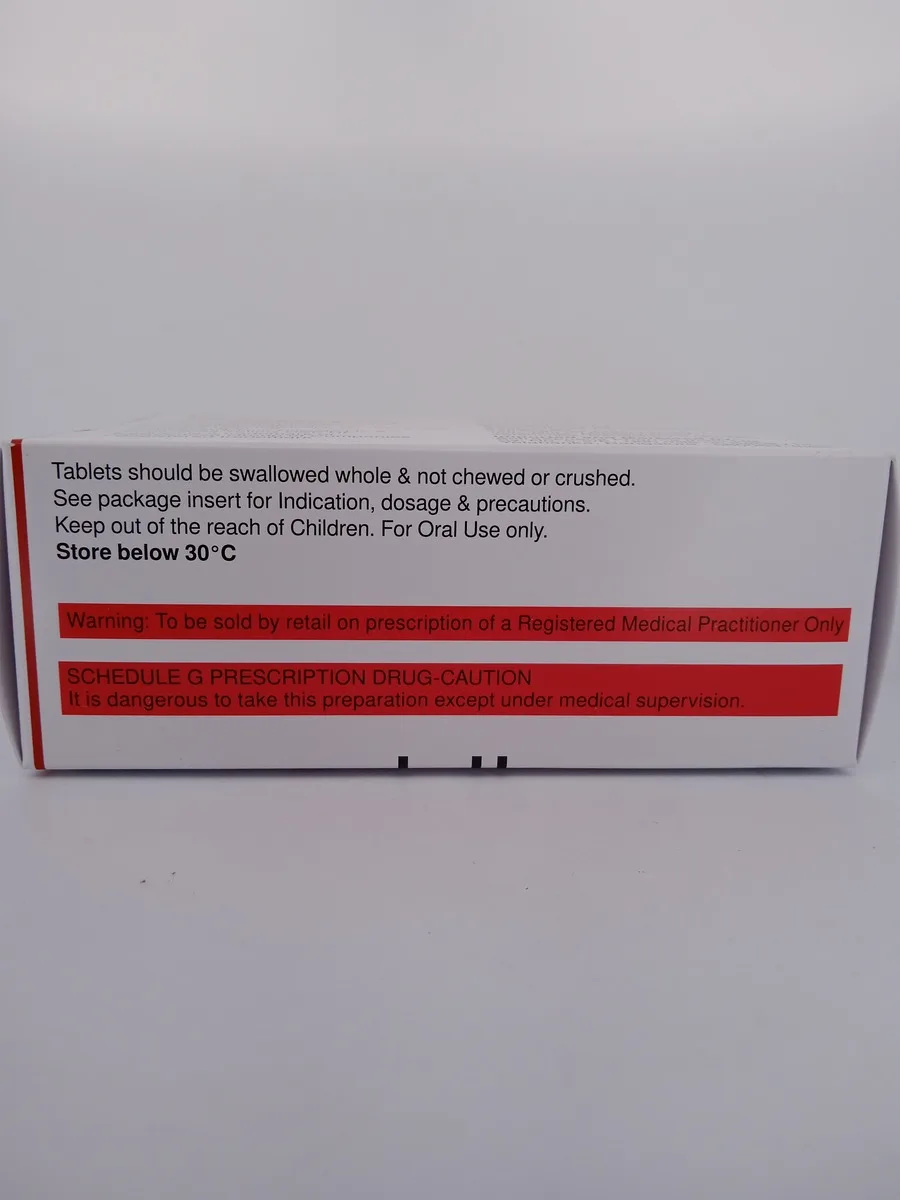 Tablets should be swallowed whole & not chewed or crushed.
See package insert for Indication, dosage & precautions.
Keep out of the reach of Children. For Oral Use only.
Store below 30°C
Warning: To be sold by retail on prescription of a Registered Medical Practitioner Only
SCHEDULE G PRESCRIPTION DRUG-CAUTION
It is dangerous to take this preparation except under medical supervision.